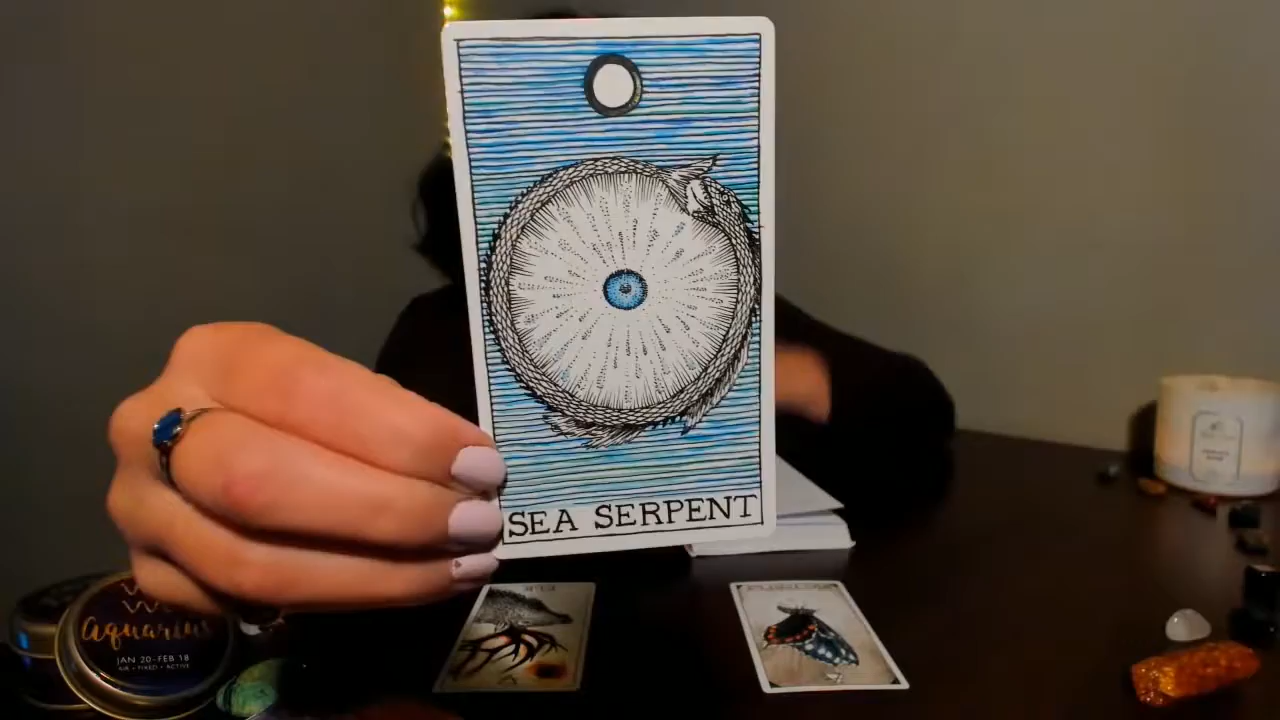 SEA SERPENT
Aquarius
JAN 20-FEB 18
AIR • FIXED • ACTIVE